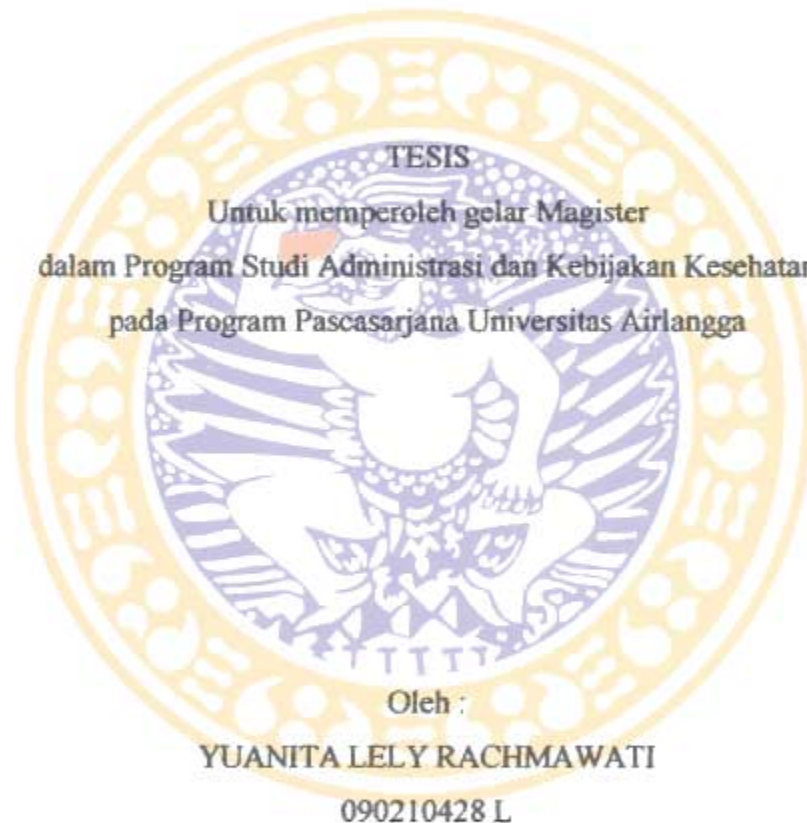 TESIS
Untuk memperoleh gelar Magister
dalam Program Studi Administrasi dan Kebijakan Kesehatan
pada Program Pascasarjana Universitas Airlangga
Oleh :
YUANITA LELY RACHMAWATI
090210428 L